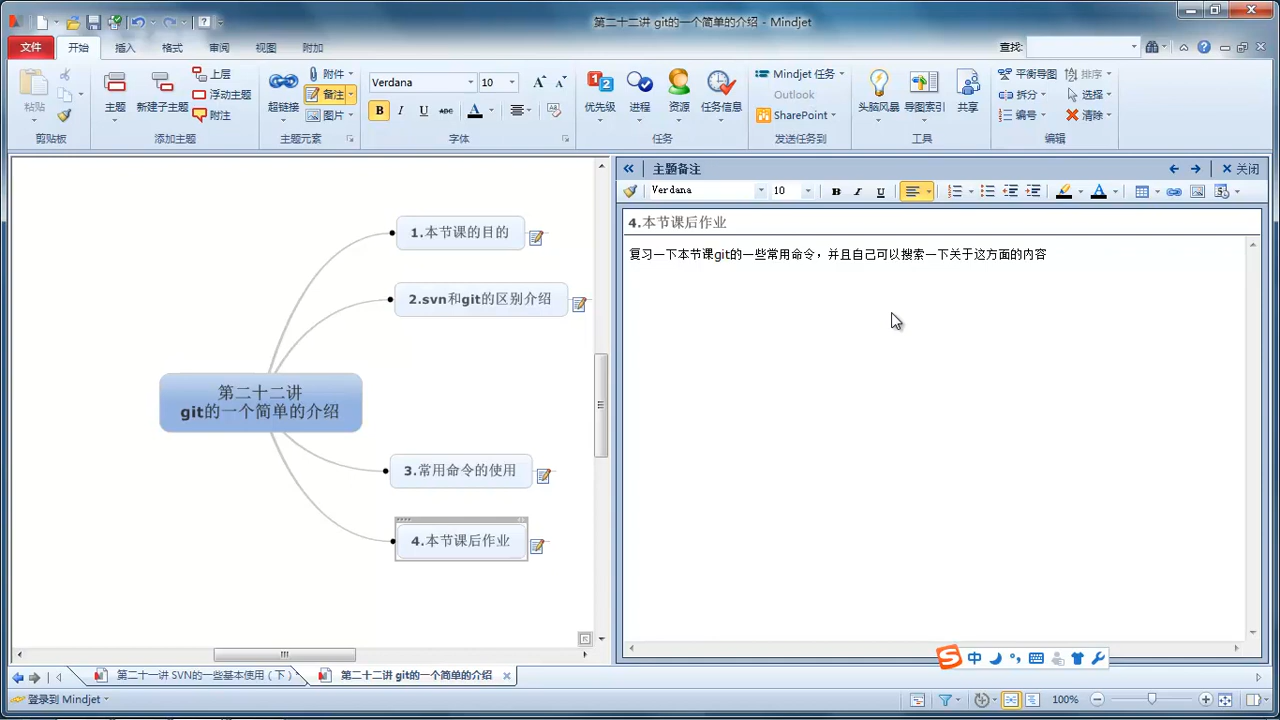 第二十二讲 git的一个简单的介绍 - Mindjet
文件 开始 插入 格式 审阅 视图 附加 查找:
粘贴
剪贴板
主题
新建子主题
上层
浮动主题
附注
添加主题
超链接
附件
备注
图片
主题元素
Verdana 10
B I U abc A
字体
优先级
进程
资源
任务信息
任务
Mindjet 任务
Outlook
SharePoint
发送任务到
头脑风暴
导图索引
共享
工具
平衡导图
拆分
编号
排序
选择
清除
编辑
1.本节课的目的
2.svn和git的区别介绍
第二十二讲
git的一个简单的介绍
3.常用命令的使用
4.本节课后作业
主题备注
关闭
Verdana 10 B I U A
4.本节课后作业
复习一下本节课git的一些常用命令，并且自己可以搜索一下关于这方面的内容
中
第二十一讲 SVN的一些基本使用（下）
第二十二讲 git的一个简单的介绍
登录到 Mindjet
100%